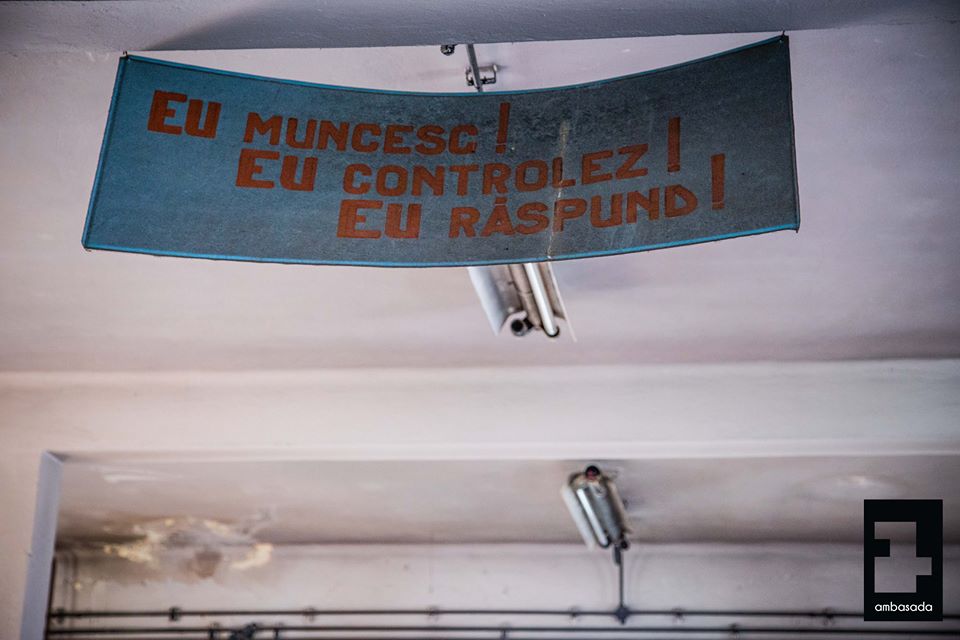 EU MUNCESC!
EU CONTROLEZ!
EU RĂSPUND!
ambasada